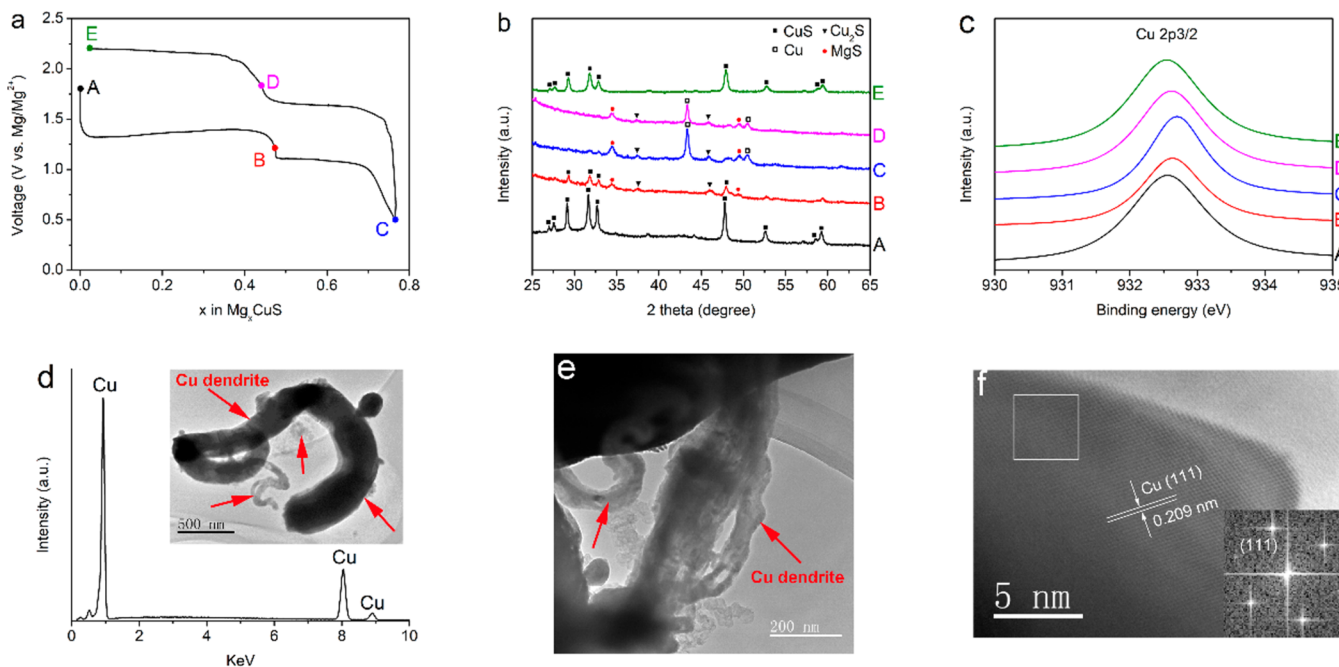 a
2.5
2.0
1.5
1.0
0.5
0.0
Voltage (V vs. Mg/Mg²⁺)
E
D
A
B
C
0.0 0.2 0.4 0.6 0.8
x in MgₓCuS
b
■ CuS ▼ Cu₂S
□ Cu ● MgS
Intensity (a.u.)
E
D
C
B
A
25 30 35 40 45 50 55 60 65
2 theta (degree)
c
Cu 2p3/2
Intensity (a.u.)
E
D
C
B
A
930 931 932 933 934 935
Binding energy (eV)
d
Cu
Cu dendrite
500 nm
Cu
Cu
Intensity (a.u.)
0 2 4 6 8 10
KeV
e
Cu dendrite
200 nm
f
Cu (111)
0.209 nm
(111)
5 nm